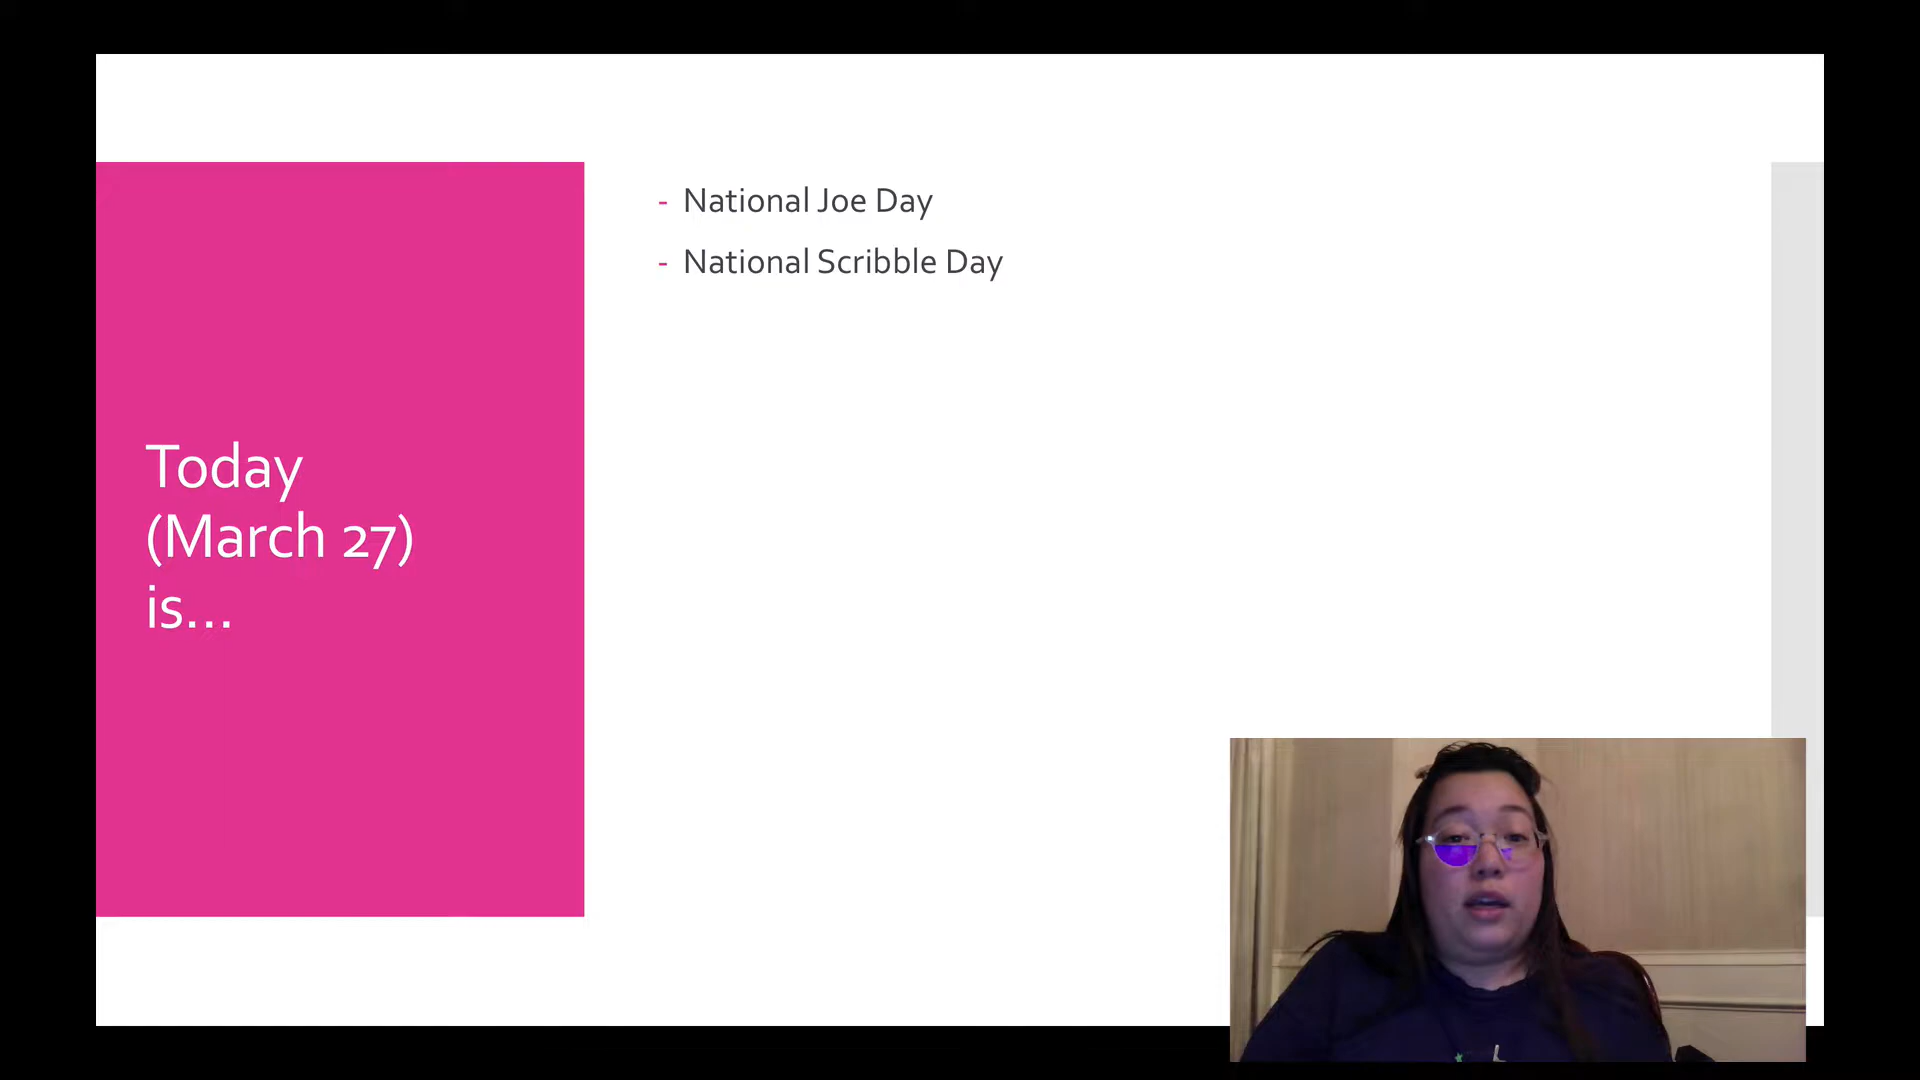 Today
(March 27)
is...
- National Joe Day
- National Scribble Day